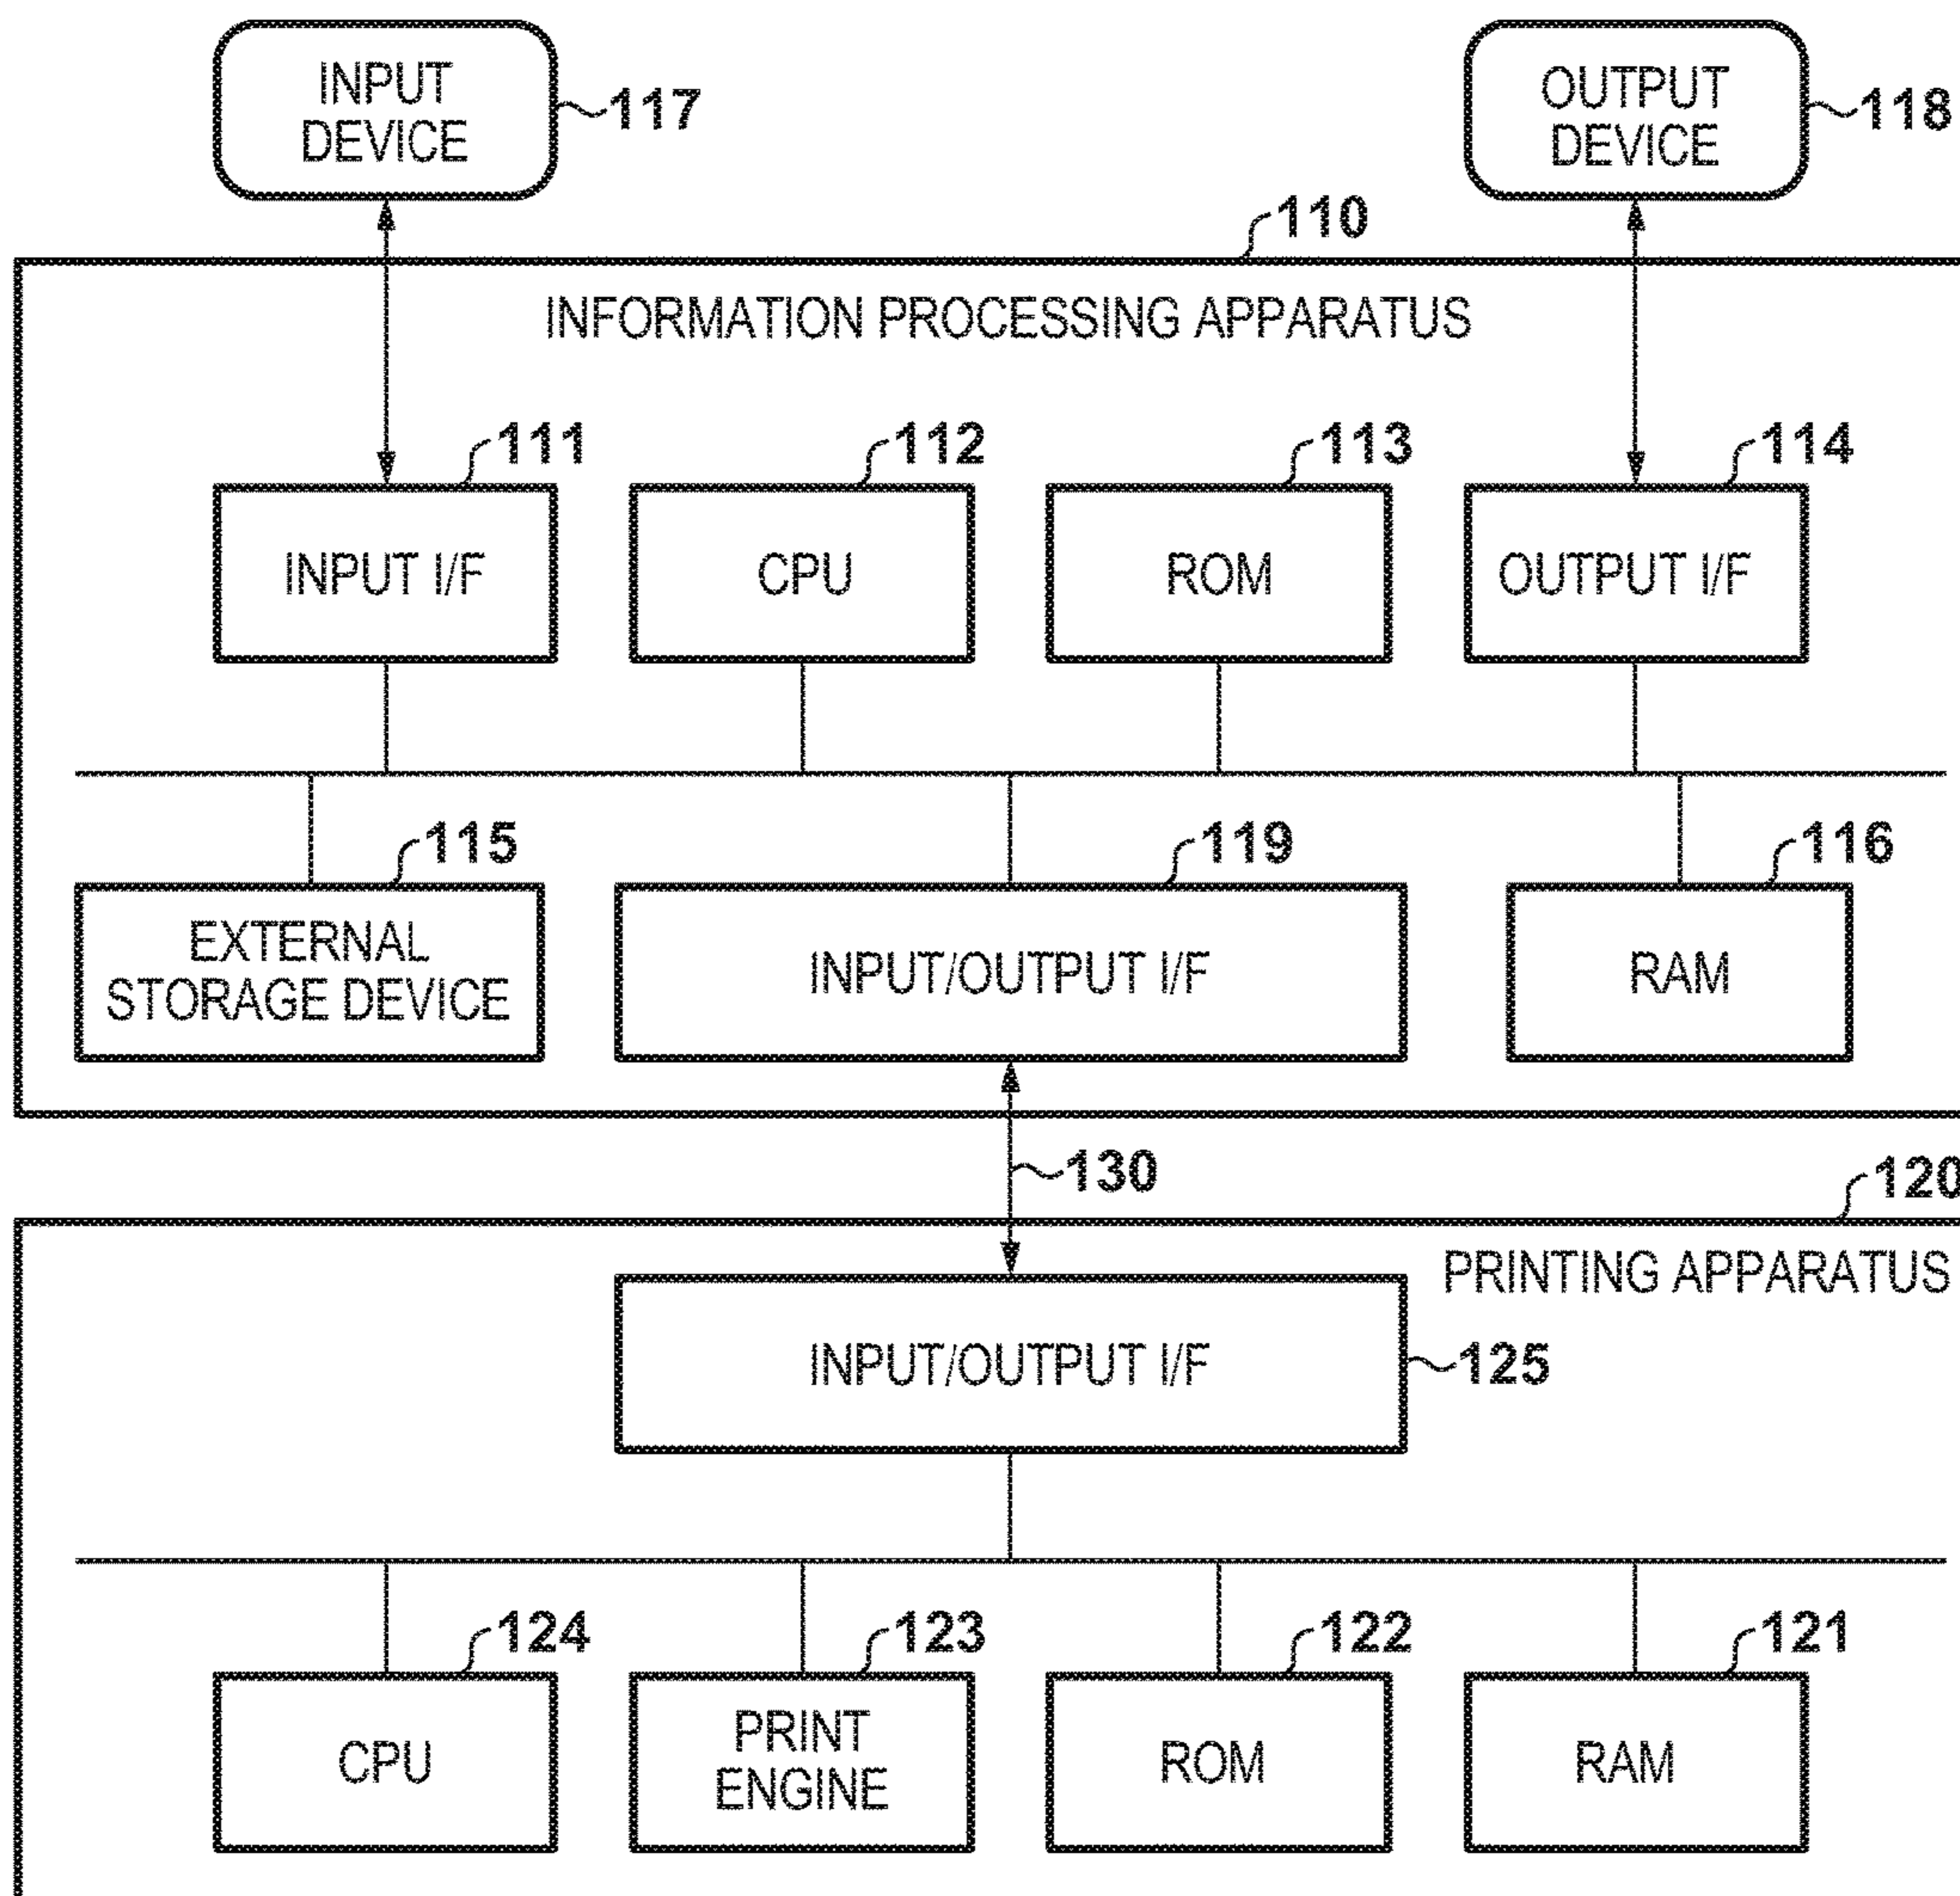 INPUT
DEVICE
117
OUTPUT
DEVICE
118
110
INFORMATION PROCESSING APPARATUS
111
112
113
114
INPUT I/F
CPU
ROM
OUTPUT I/F
115
119
116
EXTERNAL
STORAGE DEVICE
INPUT/OUTPUT I/F
RAM
130
120
PRINTING APPARATUS
INPUT/OUTPUT I/F
125
124
123
122
121
CPU
PRINT
ENGINE
ROM
RAM